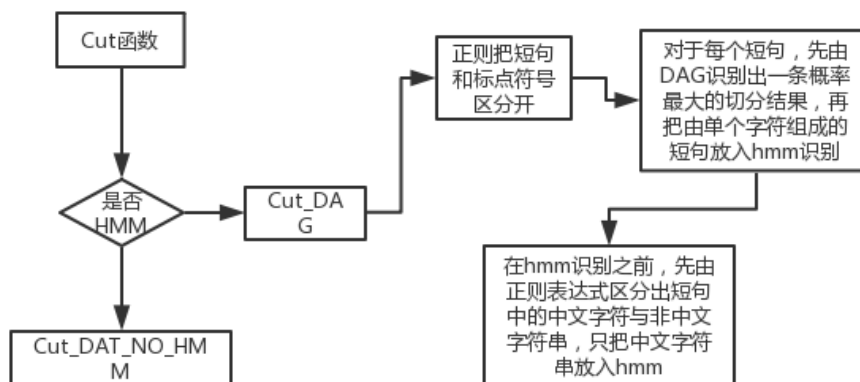 Cut函数
是否
HMM
Cut_DA
G
Cut_DAT_NO_HM
M
正则把短句
和标点符号
区分开
对于每个短句，先由
DAG识别出一条概率
最大的切分结果，再
把由单个字符组成的
短句放入hmm识别
在hmm识别之前，先由
正则表达式区分出短句
中的中文字符与非中文
字符串，只把中文字符
串放入hmm